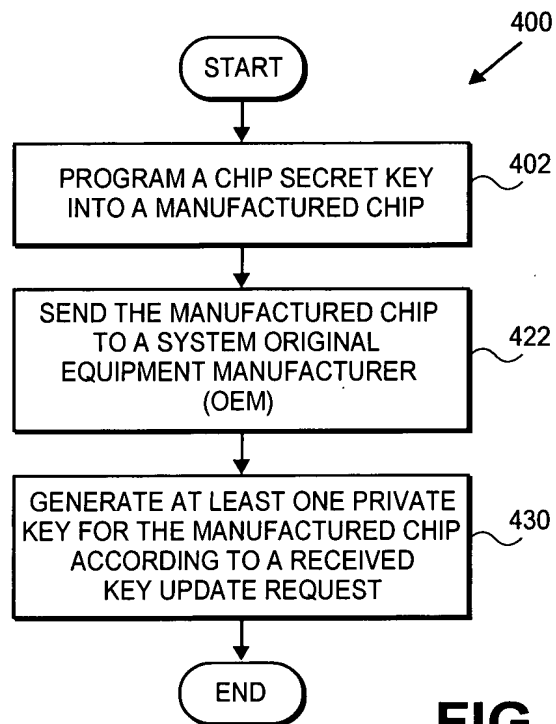 400
START
PROGRAM A CHIP SECRET KEY
INTO A MANUFACTURED CHIP
402
SEND THE MANUFACTURED CHIP
TO A SYSTEM ORIGINAL
EQUIPMENT MANUFACTURER
(OEM)
422
GENERATE AT LEAST ONE PRIVATE
KEY FOR THE MANUFACTURED CHIP
ACCORDING TO A RECEIVED
KEY UPDATE REQUEST
430
END
FIG